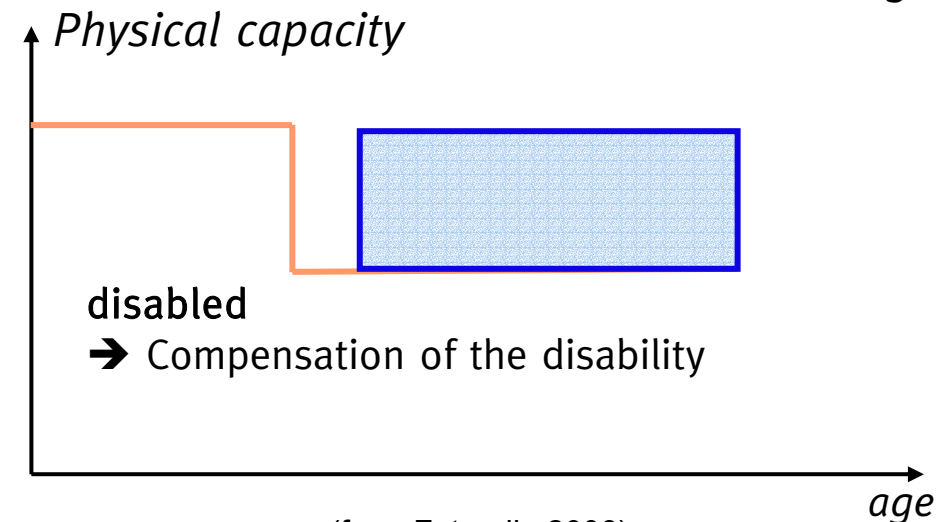 Physical capacity
disabled
➔ Compensation of the disability
age